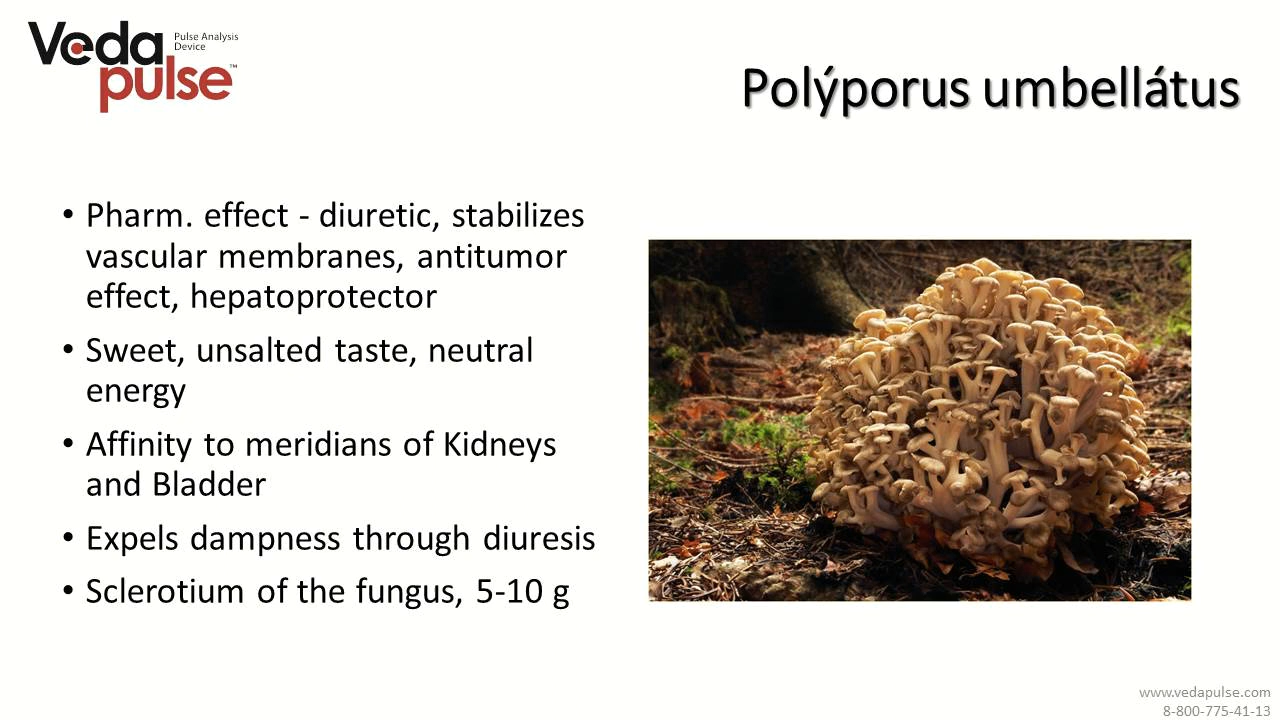 Veda
pulse™
Pulse Analysis
Device
Polýporus umbellátus
• Pharm. effect - diuretic, stabilizes
vascular membranes, antitumor
effect, hepatoprotector
• Sweet, unsalted taste, neutral
energy
• Affinity to meridians of Kidneys
and Bladder
• Expels dampness through diuresis
• Sclerotium of the fungus, 5-10 g
www.vedapulse.com
8-800-775-41-13